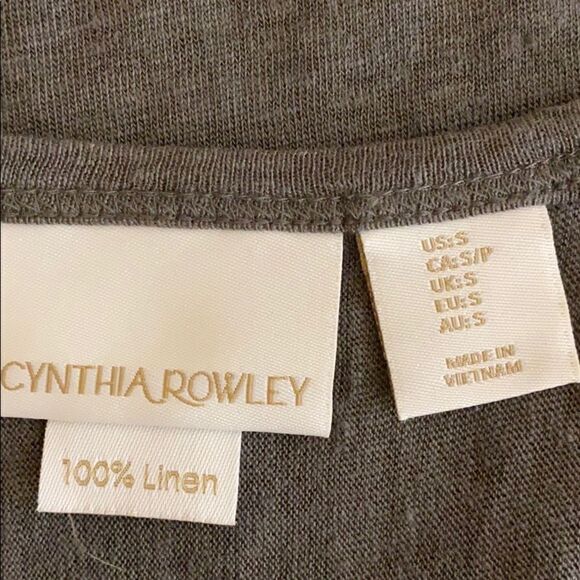 CYNTHIA ROWLEY
100% Linen
US:S
CA:S/P
UK:S
EU:S
AU:S
MADE IN
VIETNAM